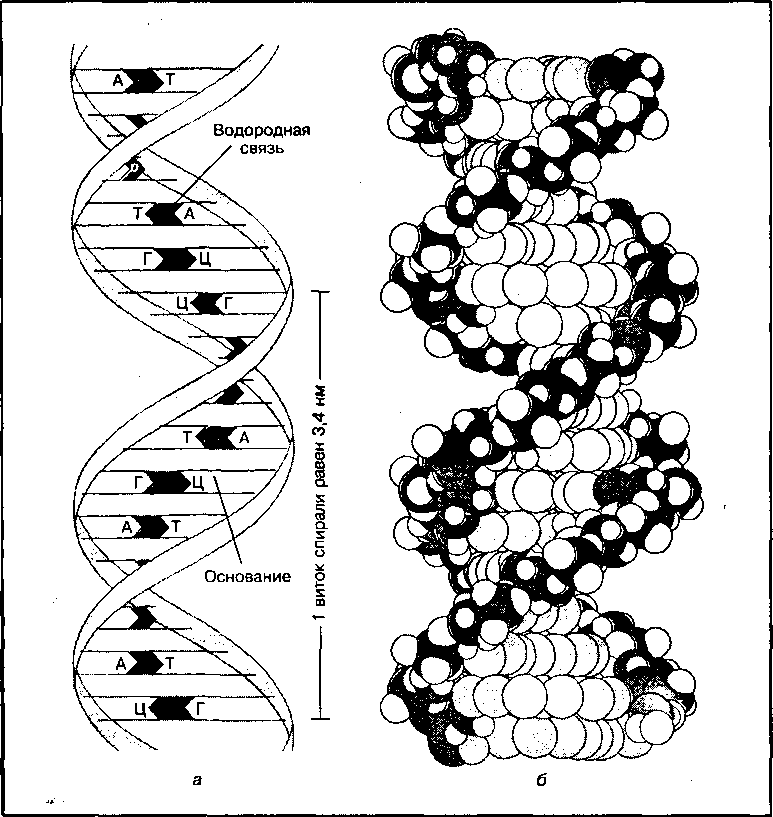 А Т
Водородная
связь
Т А
Г Ц
Ц Г
Т А
Г Ц
А Т
Основание
А Т
Ц Г
1 виток спирали равен 3,4 нм
а
б